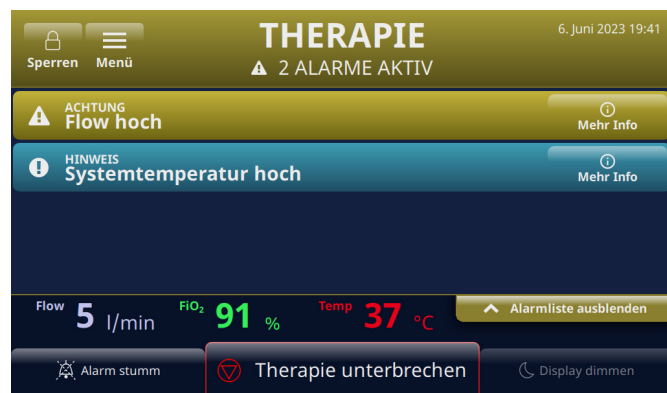 THERAPIE
6. Juni 2023 19:41
Sperren Menü
2 ALARME AKTIV
ACHTUNG
Flow hoch
Mehr Info
HINWEIS
Systemtemperatur hoch
Mehr Info
Flow 5 l/min FiO₂ 91 % Temp 37 °C
Alarmliste ausblenden
Alarm stumm Therapie unterbrechen Display dimmen